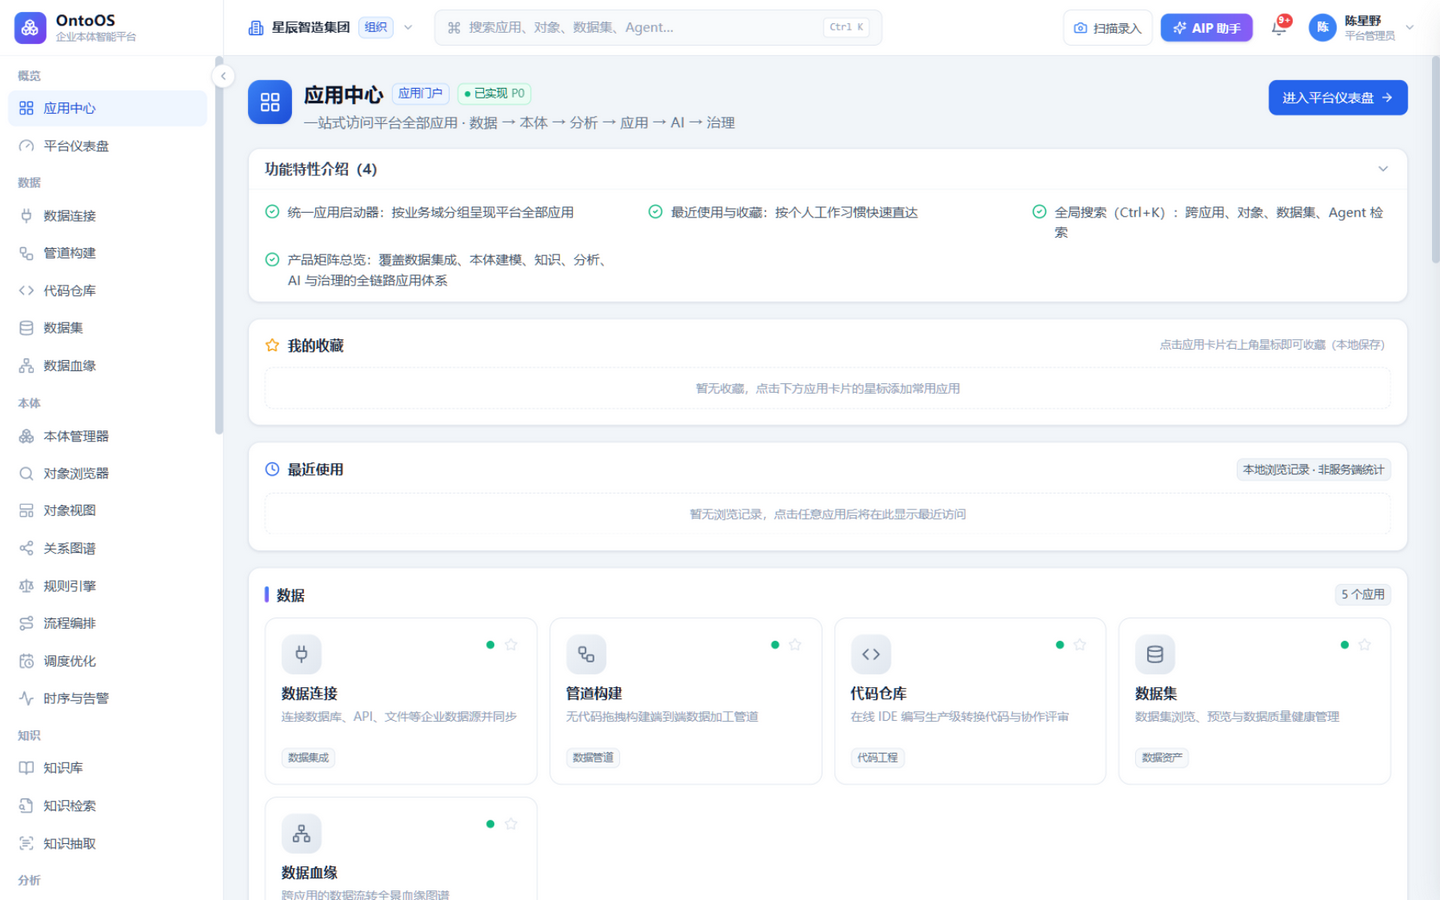 OntoOS
企业本体智能平台
星辰智造集团 组织
搜索应用、对象、数据集、Agent...
Ctrl K
扫描录入
AIP 助手
9+
陈
陈星野
平台管理员
概览
应用中心
平台仪表盘
数据
数据连接
管道构建
代码仓库
数据集
数据血缘
本体
本体管理器
对象浏览器
对象视图
关系图谱
规则引擎
流程编排
调度优化
时序与告警
知识
知识库
知识检索
知识抽取
分析
应用中心 应用门户 已实现 P0
一站式访问平台全部应用 · 数据 → 本体 → 分析 → 应用 → AI → 治理
进入平台仪表盘 →
功能特性介绍（4）
统一应用启动器：按业务域分组呈现平台全部应用
最近使用与收藏：按个人工作习惯快速直达
全局搜索（Ctrl+K）：跨应用、对象、数据集、Agent 检
索
产品矩阵总览：覆盖数据集成、本体建模、知识、分析、
AI 与治理的全链路应用体系
我的收藏
点击应用卡片右上角星标即可收藏（本地保存）
暂无收藏，点击下方应用卡片的星标添加常用应用
最近使用
本地浏览记录 · 非服务端统计
暂无浏览记录，点击任意应用后将在此显示最近访问
数据
5 个应用
数据连接
连接数据库、API、文件等企业数据源并同步
数据集成
管道构建
无代码拖拽构建端到端数据加工管道
数据管道
代码仓库
在线 IDE 编写生产级转换代码与协作评审
代码工程
数据集
数据集浏览、预览与数据质量健康管理
数据资产
数据血缘
跨应用的数据流转全景血缘图谱